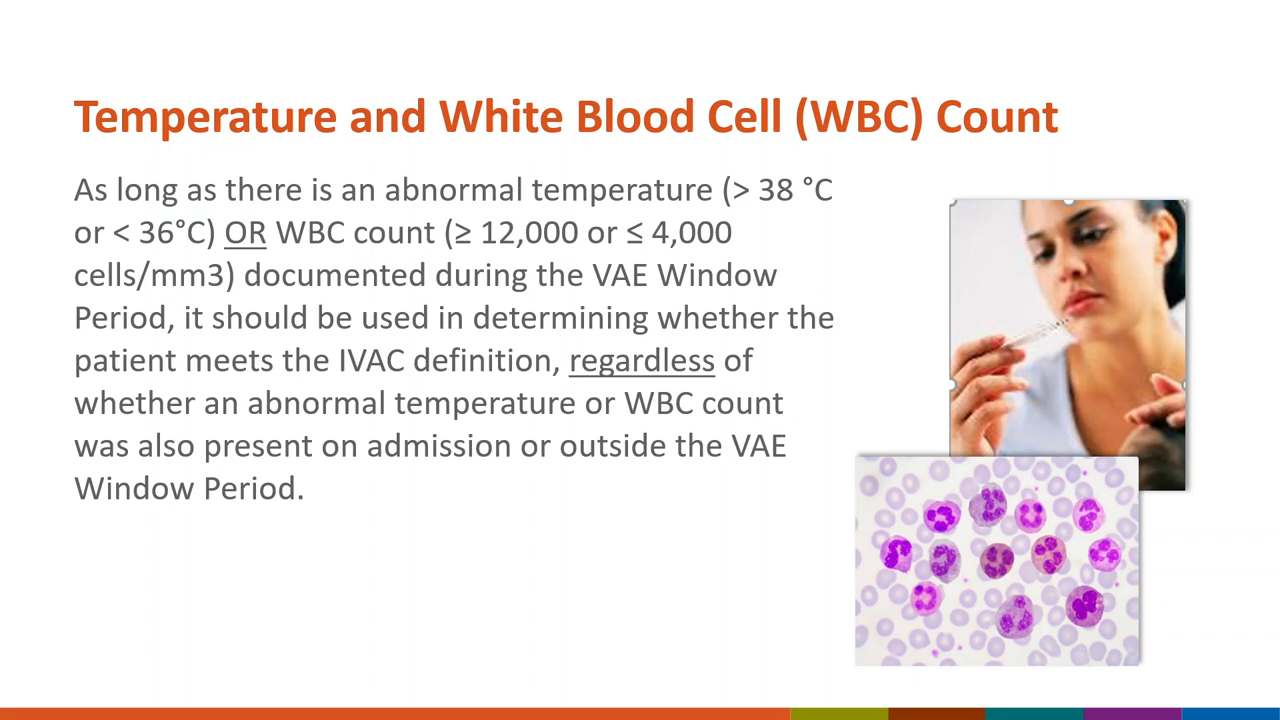 Temperature and White Blood Cell (WBC) Count
As long as there is an abnormal temperature (> 38 °C
or < 36°C) OR WBC count (≥ 12,000 or ≤ 4,000
cells/mm3) documented during the VAE Window
Period, it should be used in determining whether the
patient meets the IVAC definition, regardless of
whether an abnormal temperature or WBC count
was also present on admission or outside the VAE
Window Period.